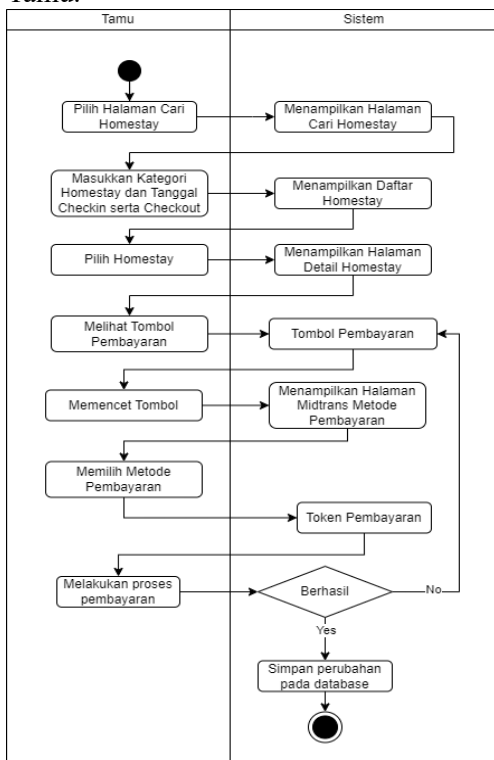 Tamu.
Tamu
Sistem
Pilih Halaman Cari
Homestay
Menampilkan Halaman
Cari Homestay
Masukkan Kategori
Homestay dan Tanggal
Checkin serta Checkout
Menampilkan Daftar
Homestay
Pilih Homestay
Menampilkan Halaman
Detail Homestay
Melihat Tombol
Pembayaran
Tombol Pembayaran
Memencet Tombol
Menampilkan Halaman
Midtrans Metode
Pembayaran
Memilih Metode
Pembayaran
Token Pembayaran
Melakukan proses
pembayaran
Berhasil
No
Yes
Simpan perubahan
pada database